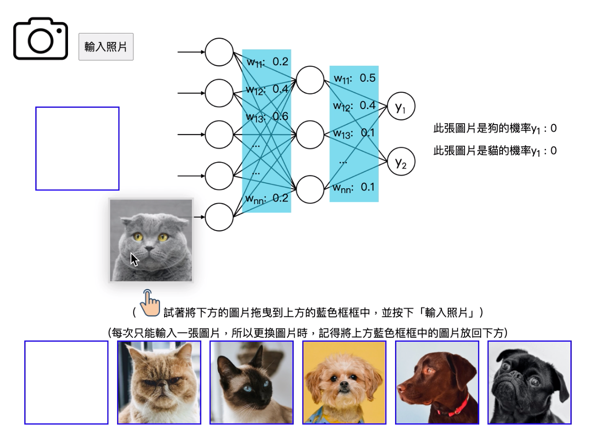 輸入照片
w11: 0.2
w12: 0.4
w13: 0.6
...
...
wnn: 0.2
w11: 0.5
w12: 0.4
w13: 0.1
...
wnn: 0.1
y1
y2
此張圖片是狗的機率y1 : 0
此張圖片是貓的機率y1 : 0
( 試著將下方的圖片拖曳到上方的藍色框框中，並按下「輸入照片」)
(每次只能輸入一張圖片，所以更換圖片時，記得將上方藍色框框中的圖片放回下方)